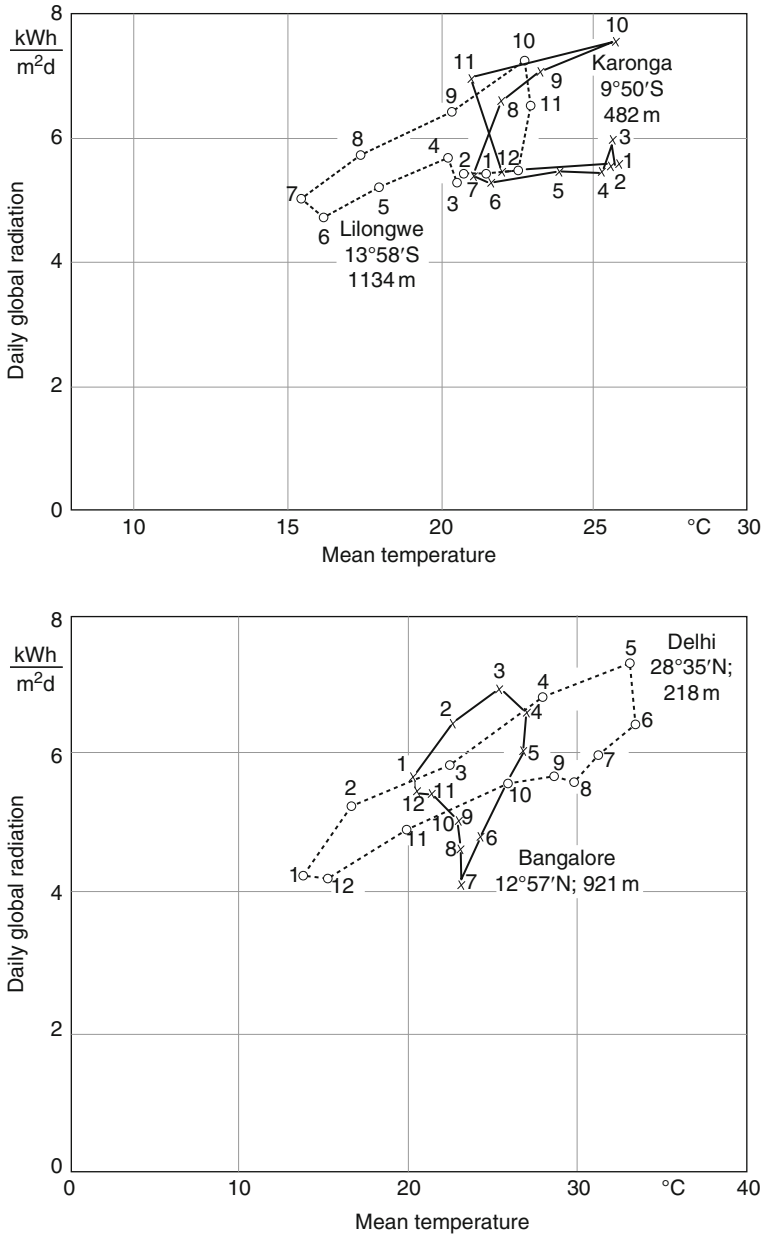 8
kWh
m²d
6
4
2
0
Daily global radiation
10 15 20 25 °C 30
Mean temperature
10
11
9
8
10
9
8
11
7
6
5
4
3
2
1
12
7
6
5
4
3
1
2
Karonga
9°50′S
482 m
Lilongwe
13°58′S
1134 m
8
kWh
m²d
6
4
2
0
Daily global radiation
0 10 20 30 °C 40
Mean temperature
5
4
6
7
8
9
10
3
2
11
1
12
3
2
4
1
5
12
11
10
9
8
6
7
Delhi
28°35′N;
218 m
Bangalore
12°57′N; 921 m